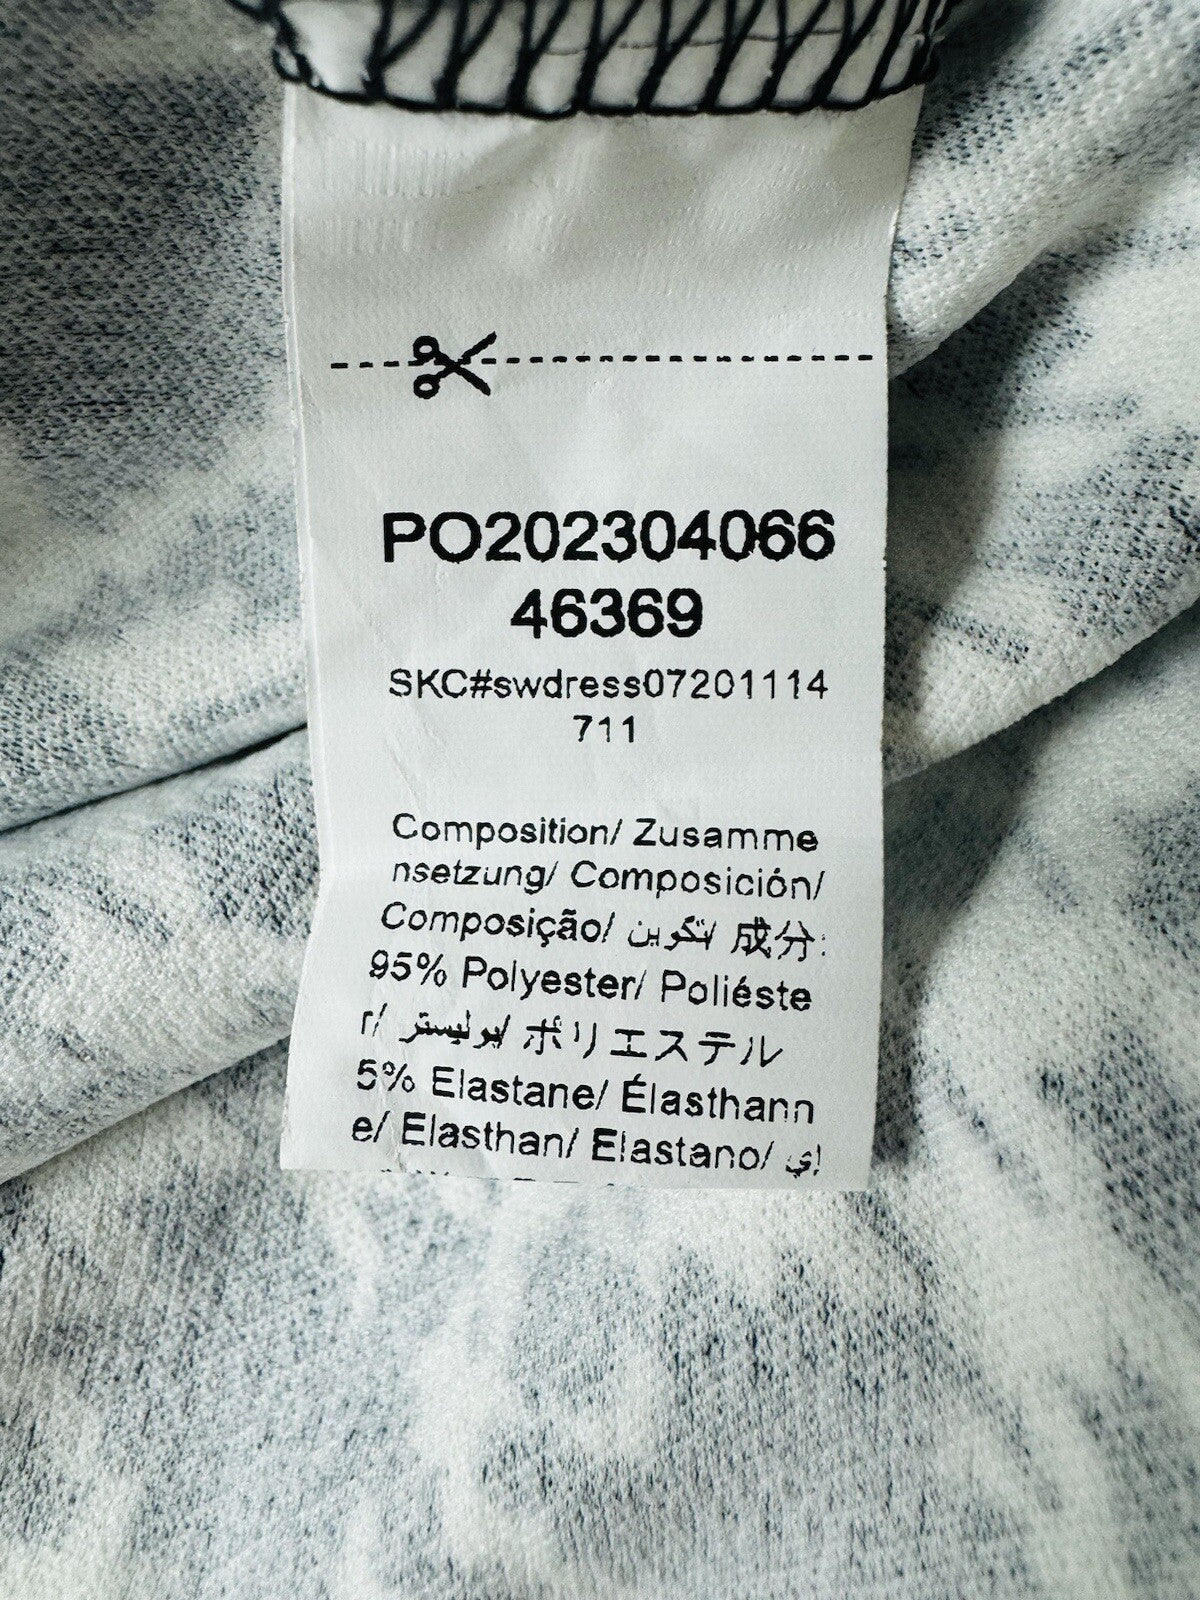 PO202304066
46369
SKC#swdress07201114
711
Composition/ Zusamme
nsetzung/ Composición/
Composição/ تكوين/ 成分:
95% Polyester/ Poliéste
r/ بوليستر/ ポリエステル
5% Elastane/ Élasthann
e/ Elasthan/ Elastano/ إي